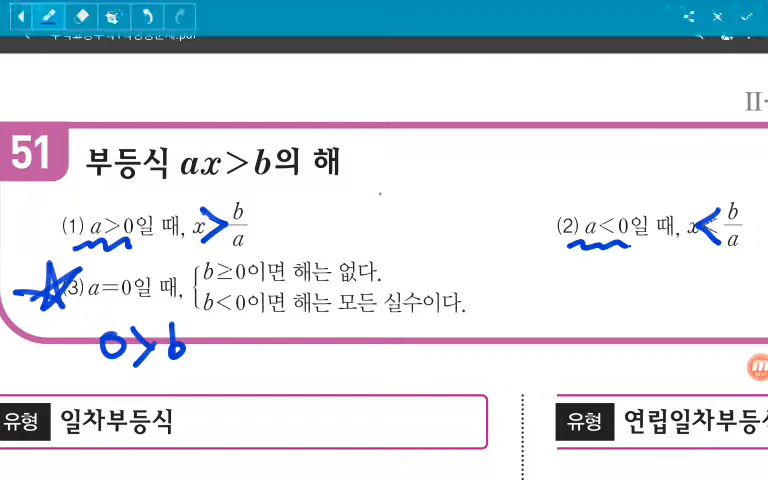 II-
51 부등식 ax>b의 해
(1) a>0일 때, x > b/a
(2) a<0일 때, x < b/a
(3) a=0일 때, { b≥0이면 해는 없다.
b<0이면 해는 모든 실수이다.
0>b
유형 일차부등식
유형 연립일차부등